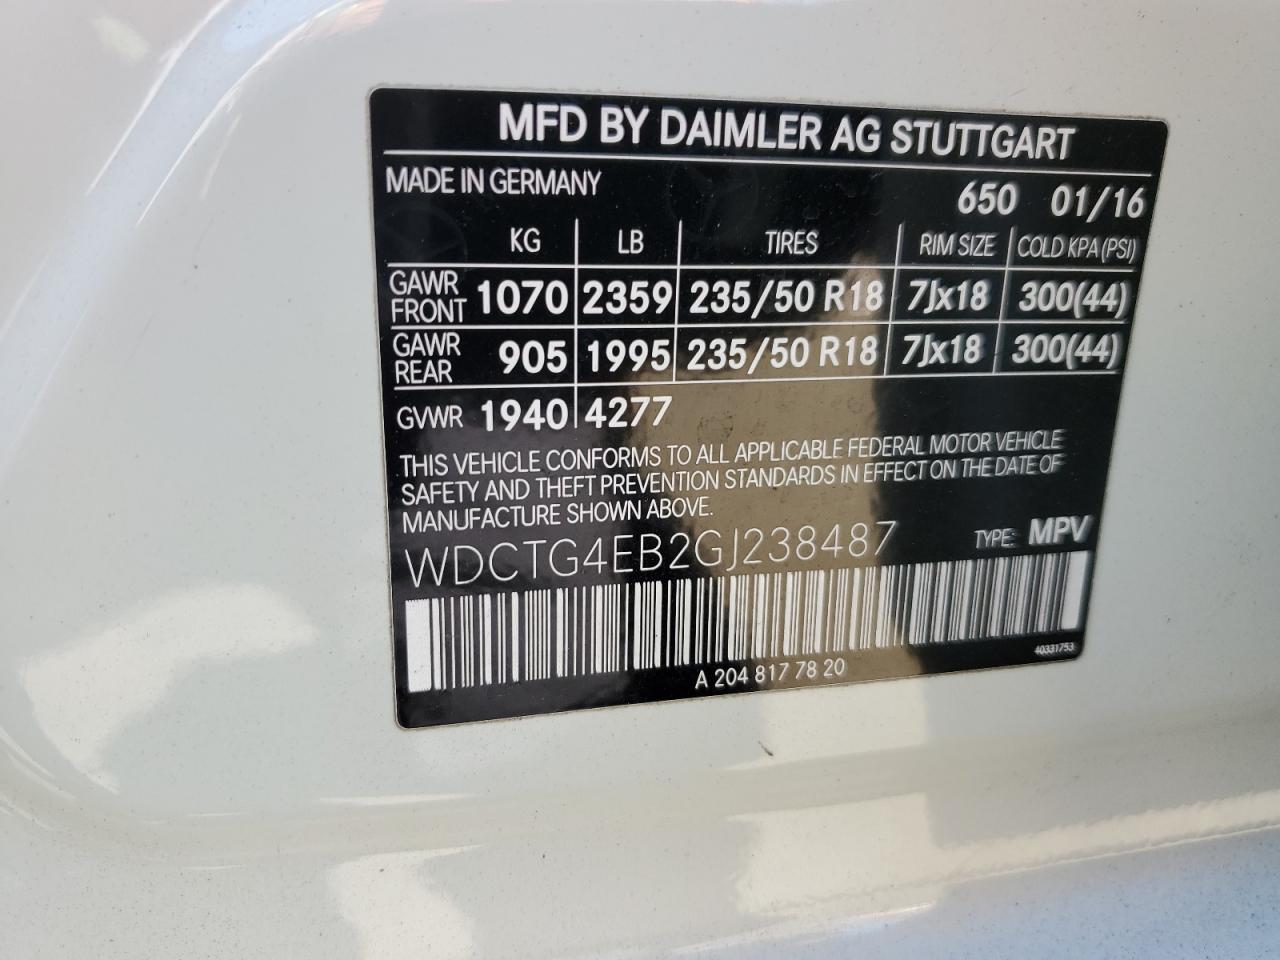 MFD BY DAIMLER AG STUTTGART
MADE IN GERMANY 650 01/16
KG LB TIRES RIM SIZE COLD KPA (PSI)
GAWR FRONT 1070 2359 235/50 R18 7Jx18 300(44)
GAWR REAR 905 1995 235/50 R18 7Jx18 300(44)
GVWR 1940 4277
THIS VEHICLE CONFORMS TO ALL APPLICABLE FEDERAL MOTOR VEHICLE
SAFETY AND THEFT PREVENTION STANDARDS IN EFFECT ON THE DATE OF
MANUFACTURE SHOWN ABOVE.
WDCTG4EB2GJ238487 TYPE: MPV
40331753
A 204 817 78 20